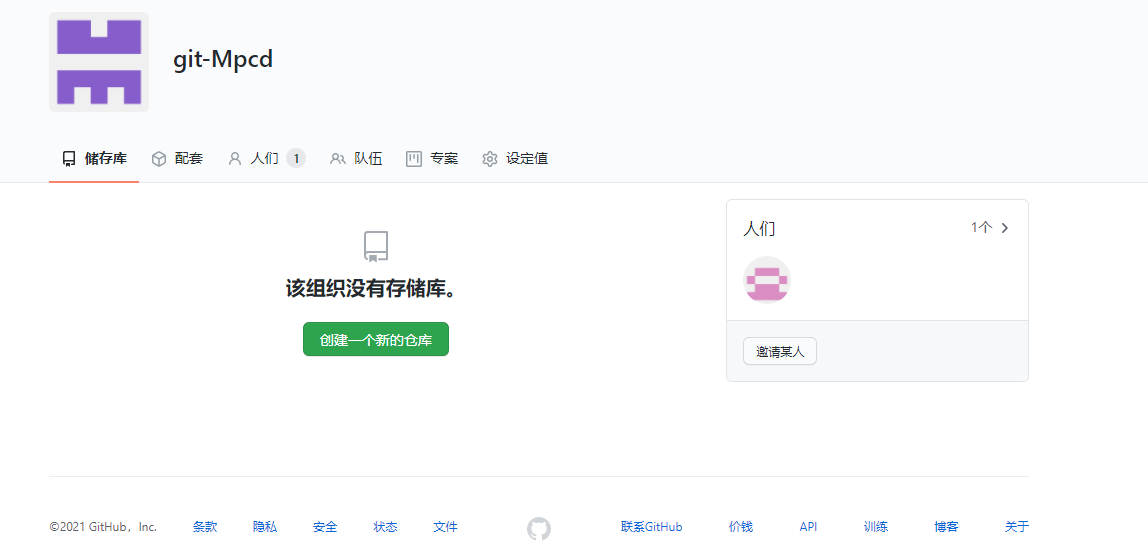 git-Mpcd
储存库 配套 人们 1 队伍 专案 设定值
该组织没有存储库。
创建一个新的仓库
人们 1个
邀请某人
©2021 GitHub，Inc. 条款 隐私 安全 状态 文件 联系GitHub 价钱 API 训练 博客 关于